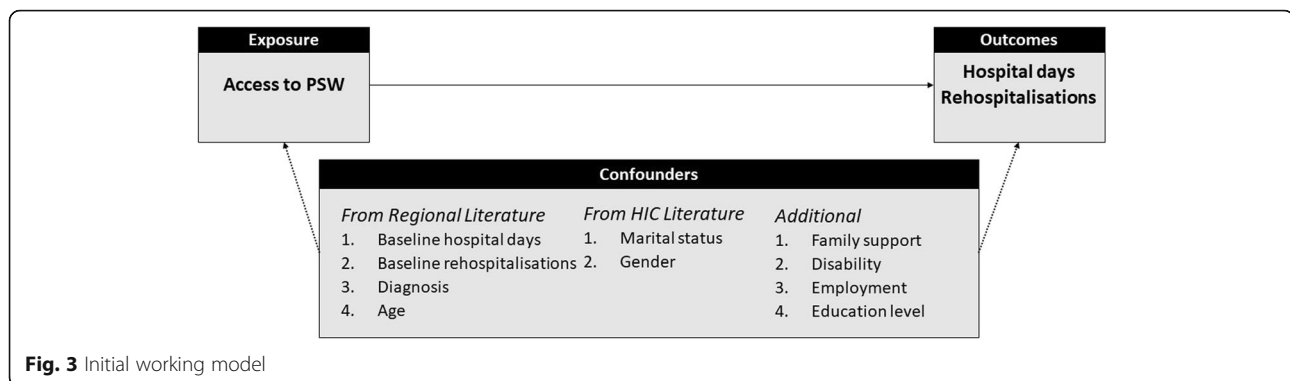 Exposure
Access to PSW
Outcomes
Hospital days
Rehospitalisations
Confounders
From Regional Literature
1. Baseline hospital days
2. Baseline rehospitalisations
3. Diagnosis
4. Age
From HIC Literature
1. Marital status
2. Gender
Additional
1. Family support
2. Disability
3. Employment
4. Education level
Fig. 3 Initial working model